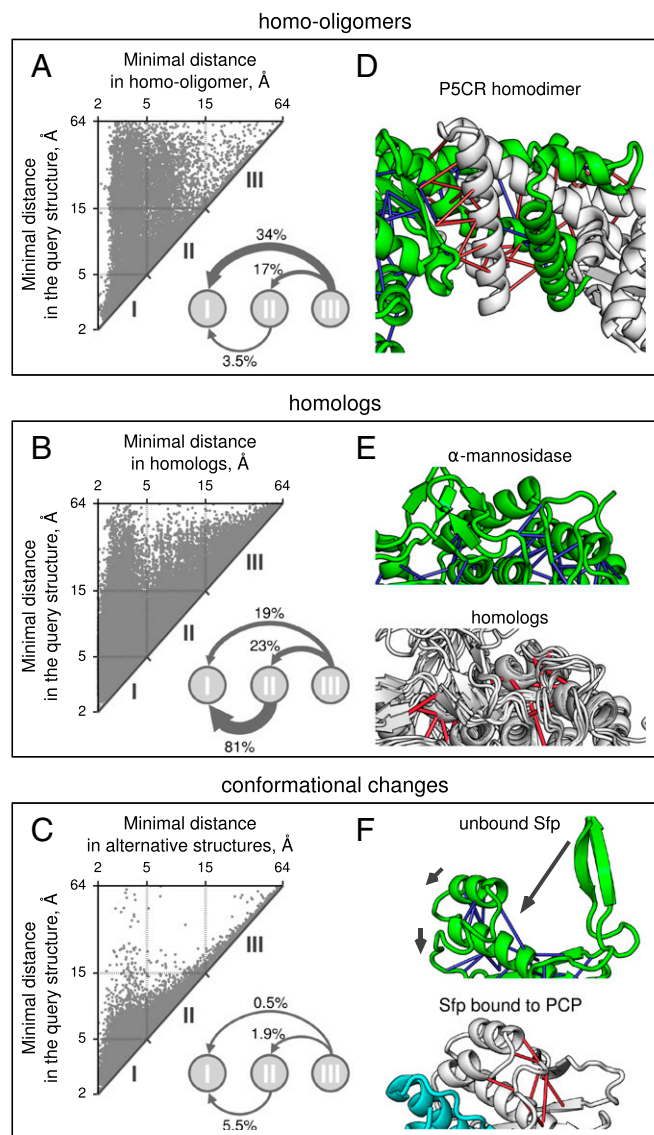 homo-oligomers
A
Minimal distance
in homo-oligomer, Å
2 5 15 64
Minimal distance
in the query structure, Å
64
15
5
2
I
II
III
34%
17%
I II III
3.5%
D
P5CR homodimer
homologs
B
Minimal distance
in homologs, Å
2 5 15 64
Minimal distance
in the query structure, Å
64
15
5
2
I
II
III
19%
23%
I II III
81%
E
α-mannosidase
homologs
conformational changes
C
Minimal distance
in alternative structures, Å
2 5 15 64
Minimal distance
in the query structure, Å
64
15
5
2
I
II
III
0.5%
1.9%
I II III
5.5%
F
unbound Sfp
Sfp bound to PCP